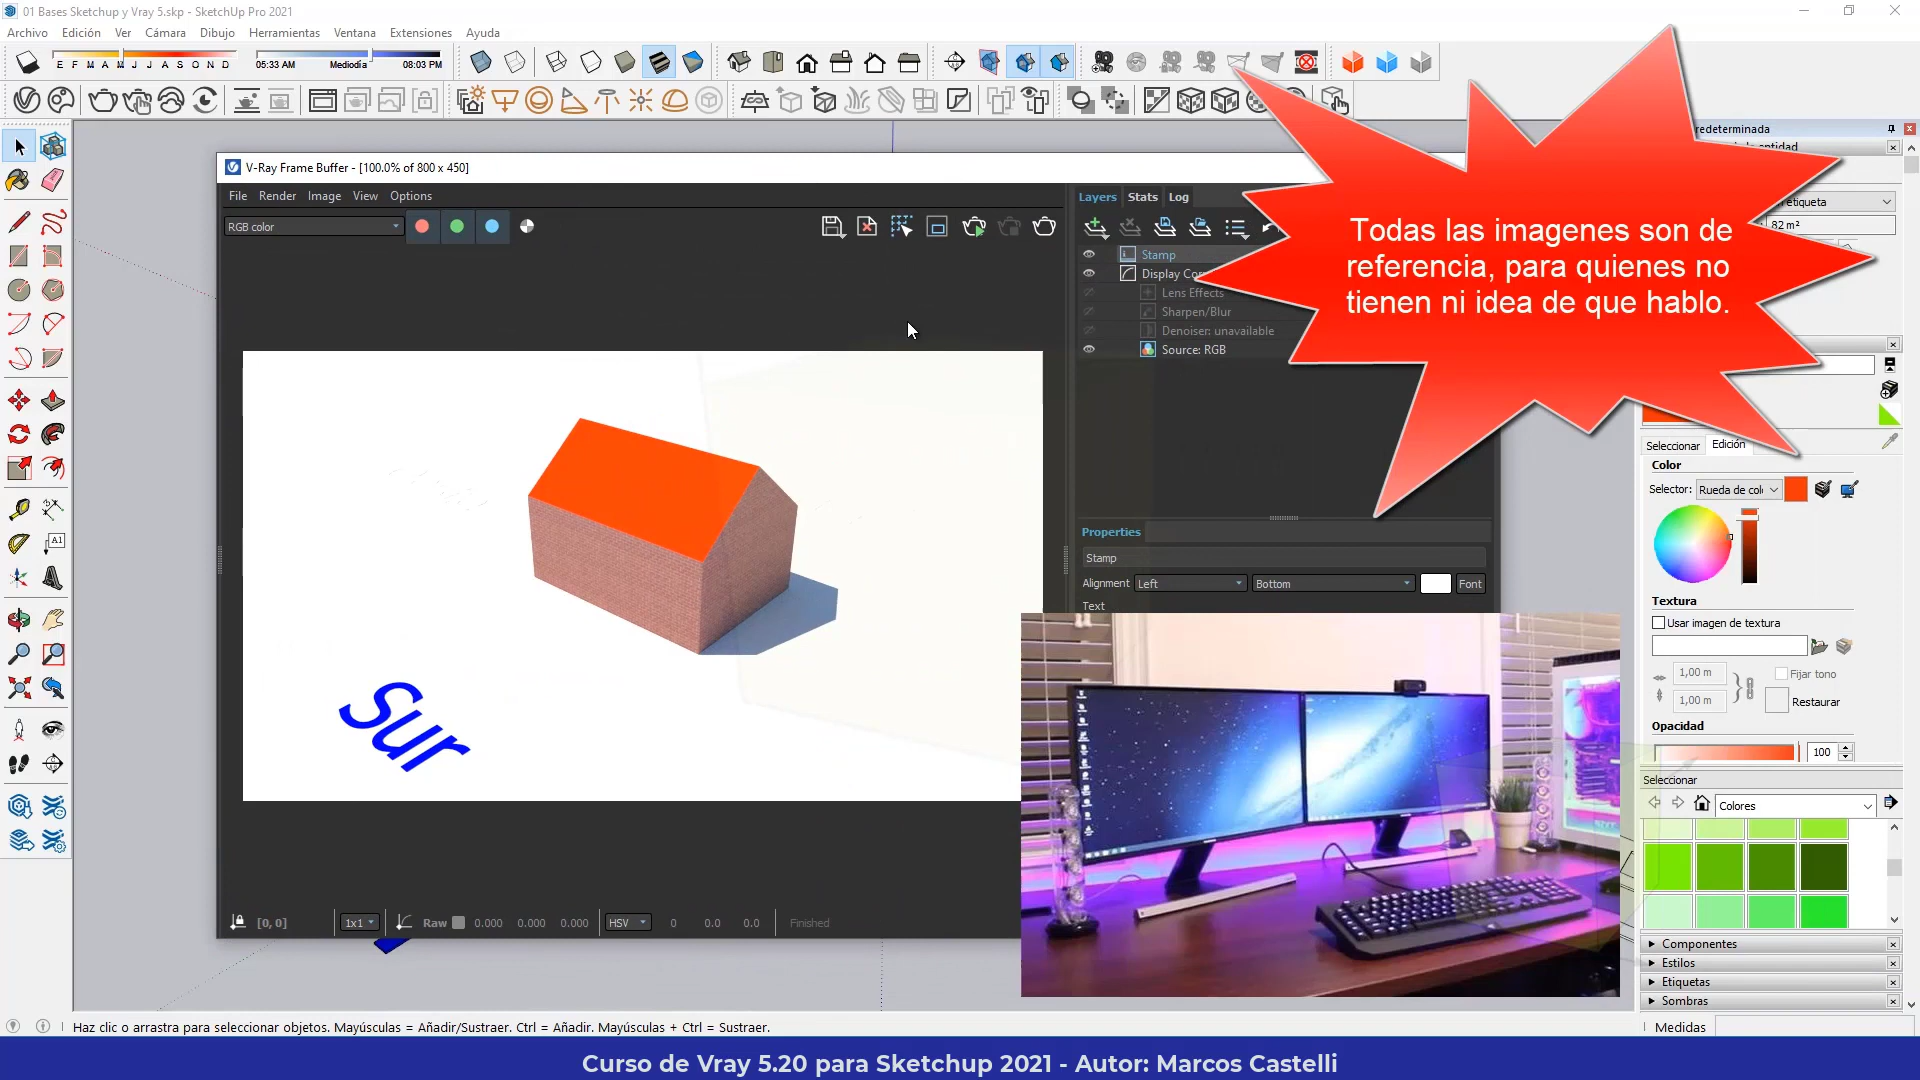 01 Bases Sketchup y Vray 5.skp - SketchUp Pro 2021
Archivo Edición Ver Cámara Dibujo Herramientas Ventana Extensiones Ayuda
E F M A M J J A S O N D
05:33 AM Mediodía 08:03 PM
redeterminada
V-Ray Frame Buffer - [100.0% of 800 x 450]
File Render Image View Options
RGB color
Layers Stats Log
Stamp
Lens Effects
Sharpen/Blur
Denoiser: unavailable
Source: RGB
Properties
Stamp
Alignment Left Bottom Font
Text
Todas las imagenes son de
referencia, para quienes no
tienen ni idea de que hablo.
etiqueta
82 m²
Sur
[0, 0] 1x1 Raw 0.000 0.000 0.000 HSV 0 0.0 0.0 Finished
Seleccionar Edición
Color
Selector: Rueda de col
Textura
Usar imagen de textura
1,00 m Fijar tono
1,00 m Restaurar
Opacidad
100
Seleccionar
Colores
Componentes
Estilos
Etiquetas
Sombras
Haz clic o arrastra para seleccionar objetos. Mayúsculas = Añadir/Sustraer. Ctrl = Añadir. Mayúsculas + Ctrl = Sustraer.
Medidas
Curso de Vray 5.20 para Sketchup 2021 - Autor: Marcos Castelli